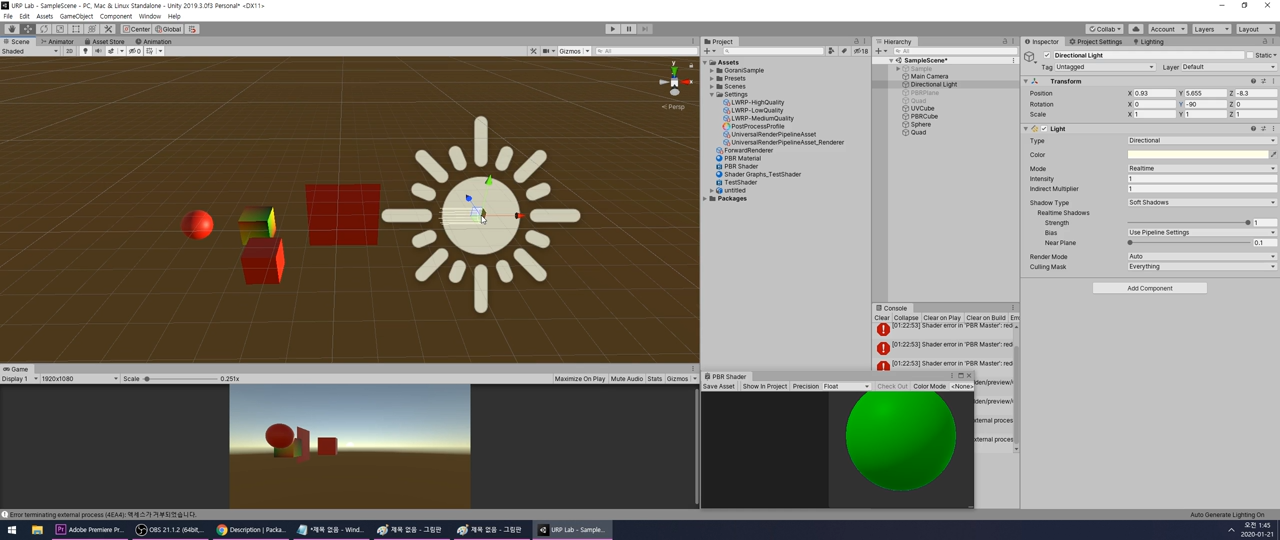 URP Lab - SampleScene - PC, Mac & Linux Standalone - Unity 2019.3.0f3 Personal* <DX11>
File Edit Assets GameObject Component Window Help
Center Global Collab Account Layers Layout
Scene Animator Asset Store Animation
Shaded 2D Gizmos All
y
x
Persp
Project
18
Assets
GoraniSample
Presets
Scenes
Settings
LWRP-HighQuality
LWRP-LowQuality
LWRP-MediumQuality
PostProcessProfile
UniversalRenderPipelineAsset
UniversalRenderPipelineAsset_Renderer
ForwardRenderer
PBR Material
PBR Shader
Shader Graphs_TestShader
TestShader
untitled
Packages
Hierarchy
All
SampleScene*
Sample
Main Camera
Directional Light
PBRPlane
Quad
UVCube
PBRCube
Sphere
Quad
Inspector Project Settings Lighting
Directional Light Static
Tag Untagged Layer Default
Transform
Position X 0.93 Y 5.655 Z -8.3
Rotation X 0 Y -90 Z 0
Scale X 1 Y 1 Z 1
Light
Type Directional
Color
Mode Realtime
Intensity 1
Indirect Multiplier 1
Shadow Type Soft Shadows
Realtime Shadows
Strength 1
Bias Use Pipeline Settings
Near Plane 0.1
Render Mode Auto
Culling Mask Everything
Add Component
Console
Clear Collapse Clear on Play Clear on Build
[01:22:53] Shader error in 'PBR Master': red
[01:22:53] Shader error in 'PBR Master': red
[01:22:53] Shader error in 'PBR Master': red
dden/preview/
dden/preview/
external proces
external proces
PBR Shader
Save Asset Show In Project Precision Float Check Out Color Mode <None>
Game
Display 1 1920x1080 Scale 0.251x Maximize On Play Mute Audio Stats Gizmos
Error terminating external process (4EA4): 액세스가 거부되었습니다.
Auto Generate Lighting On
Adobe Premiere Pr... OBS 21.1.2 (64bit,... Description | Packa... *제목 없음 - Wind... 제목 없음 - 그림판 제목 없음 - 그림판 URP Lab - Sample...
오전 1:45
2020-01-21